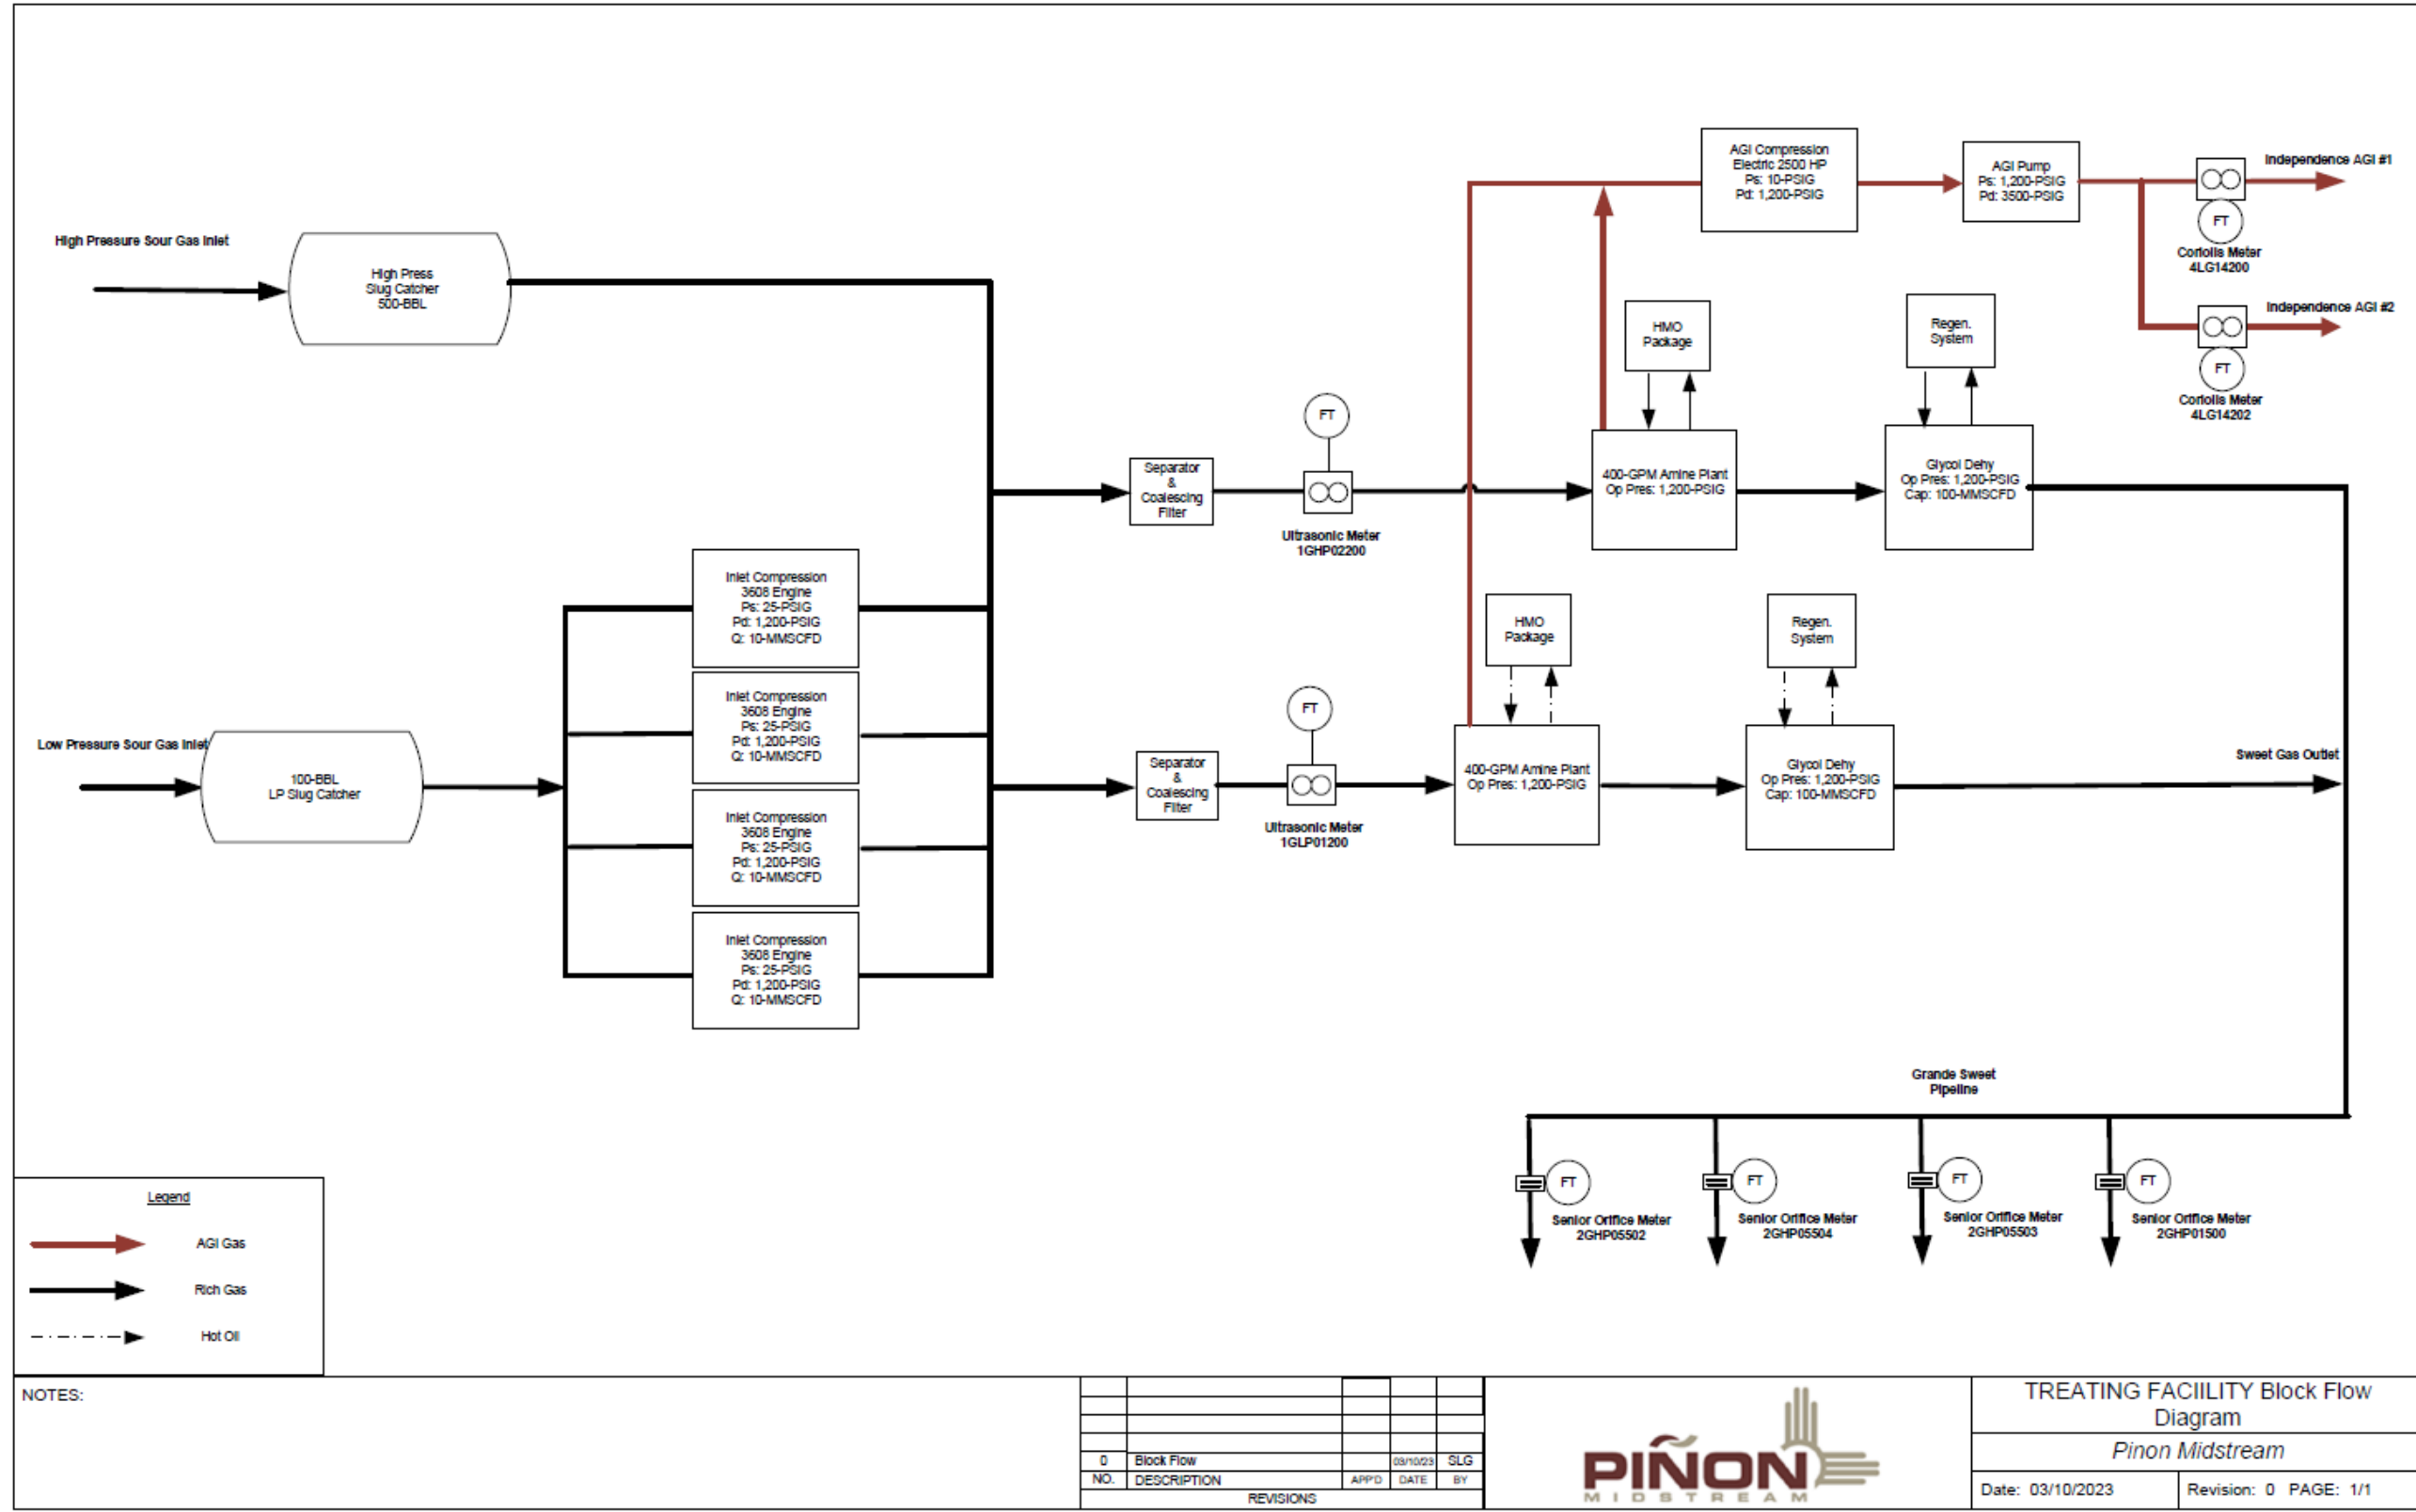 AGI Compression
Electric 2500 HP
Ps: 10-PSIG
Pd: 1,200-PSIG
AGI Pump
Ps: 1,200-PSIG
Pd: 3500-PSIG
Independence AGI #1
FT
Coriolis Meter
4LG14200
Independence AGI #2
FT
Coriolis Meter
4LG14202
High Pressure Sour Gas Inlet
High Press
Slug Catcher
500-BBL
HMO
Package
Regen.
System
FT
Separator
&
Coalescing
Filter
Ultrasonic Meter
1GHP02200
400-GPM Amine Plant
Op Pres: 1,200-PSIG
Glycol Dehy
Op Pres: 1,200-PSIG
Cap: 100-MMSCFD
Inlet Compression
3608 Engine
Ps: 25-PSIG
Pd: 1,200-PSIG
Q: 10-MMSCFD
Inlet Compression
3608 Engine
Ps: 25-PSIG
Pd: 1,200-PSIG
Q: 10-MMSCFD
Inlet Compression
3608 Engine
Ps: 25-PSIG
Pd: 1,200-PSIG
Q: 10-MMSCFD
Inlet Compression
3608 Engine
Ps: 25-PSIG
Pd: 1,200-PSIG
Q: 10-MMSCFD
Low Pressure Sour Gas Inlet
100-BBL
LP Slug Catcher
HMO
Package
Regen.
System
FT
Separator
&
Coalescing
Filter
Ultrasonic Meter
1GLP01200
400-GPM Amine Plant
Op Pres: 1,200-PSIG
Glycol Dehy
Op Pres: 1,200-PSIG
Cap: 100-MMSCFD
Sweet Gas Outlet
Grande Sweet
Pipeline
FT
Senior Orifice Meter
2GHP05502
FT
Senior Orifice Meter
2GHP05504
FT
Senior Orifice Meter
2GHP05503
FT
Senior Orifice Meter
2GHP01500
Legend
AGI Gas
Rich Gas
Hot Oil
NOTES:
0 Block Flow 03/10/23 SLG
NO. DESCRIPTION APP'D DATE BY
REVISIONS
PIÑON
MIDSTREAM
TREATING FACIILITY Block Flow
Diagram
Pinon Midstream
Date: 03/10/2023
Revision: 0 PAGE: 1/1